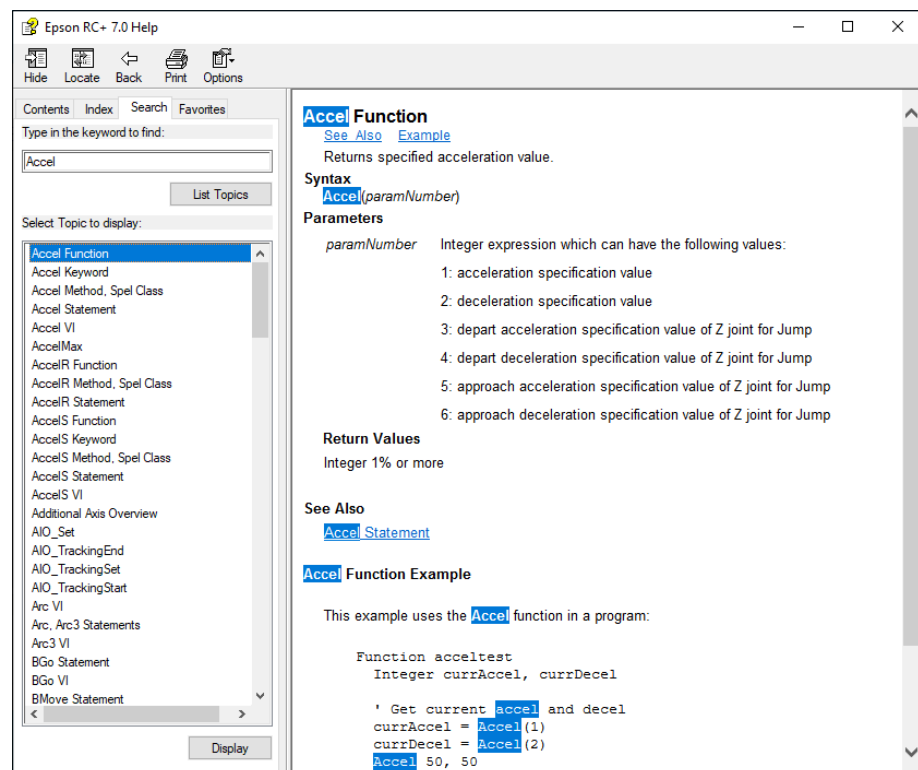 Epson RC+ 7.0 Help
Hide Locate Back Print Options
Contents Index Search Favorites
Type in the keyword to find:
Accel
List Topics
Select Topic to display:
Accel Function
Accel Keyword
Accel Method, Spel Class
Accel Statement
Accel VI
AccelMax
AccelR Function
AccelR Method, Spel Class
AccelR Statement
AccelS Function
AccelS Keyword
AccelS Method, Spel Class
AccelS Statement
AccelS VI
Additional Axis Overview
AIO_Set
AIO_TrackingEnd
AIO_TrackingSet
AIO_TrackingStart
Arc VI
Arc, Arc3 Statements
Arc3 VI
BGo Statement
BGo VI
BMove Statement
Display
Accel Function
See Also Example
Returns specified acceleration value.
Syntax
Accel(paramNumber)
Parameters
paramNumber Integer expression which can have the following values:
1: acceleration specification value
2: deceleration specification value
3: depart acceleration specification value of Z joint for Jump
4: depart deceleration specification value of Z joint for Jump
5: approach acceleration specification value of Z joint for Jump
6: approach deceleration specification value of Z joint for Jump
Return Values
Integer 1% or more
See Also
Accel Statement
Accel Function Example
This example uses the Accel function in a program:
Function acceltest
Integer currAccel, currDecel
' Get current accel and decel
currAccel = Accel(1)
currDecel = Accel(2)
Accel 50, 50